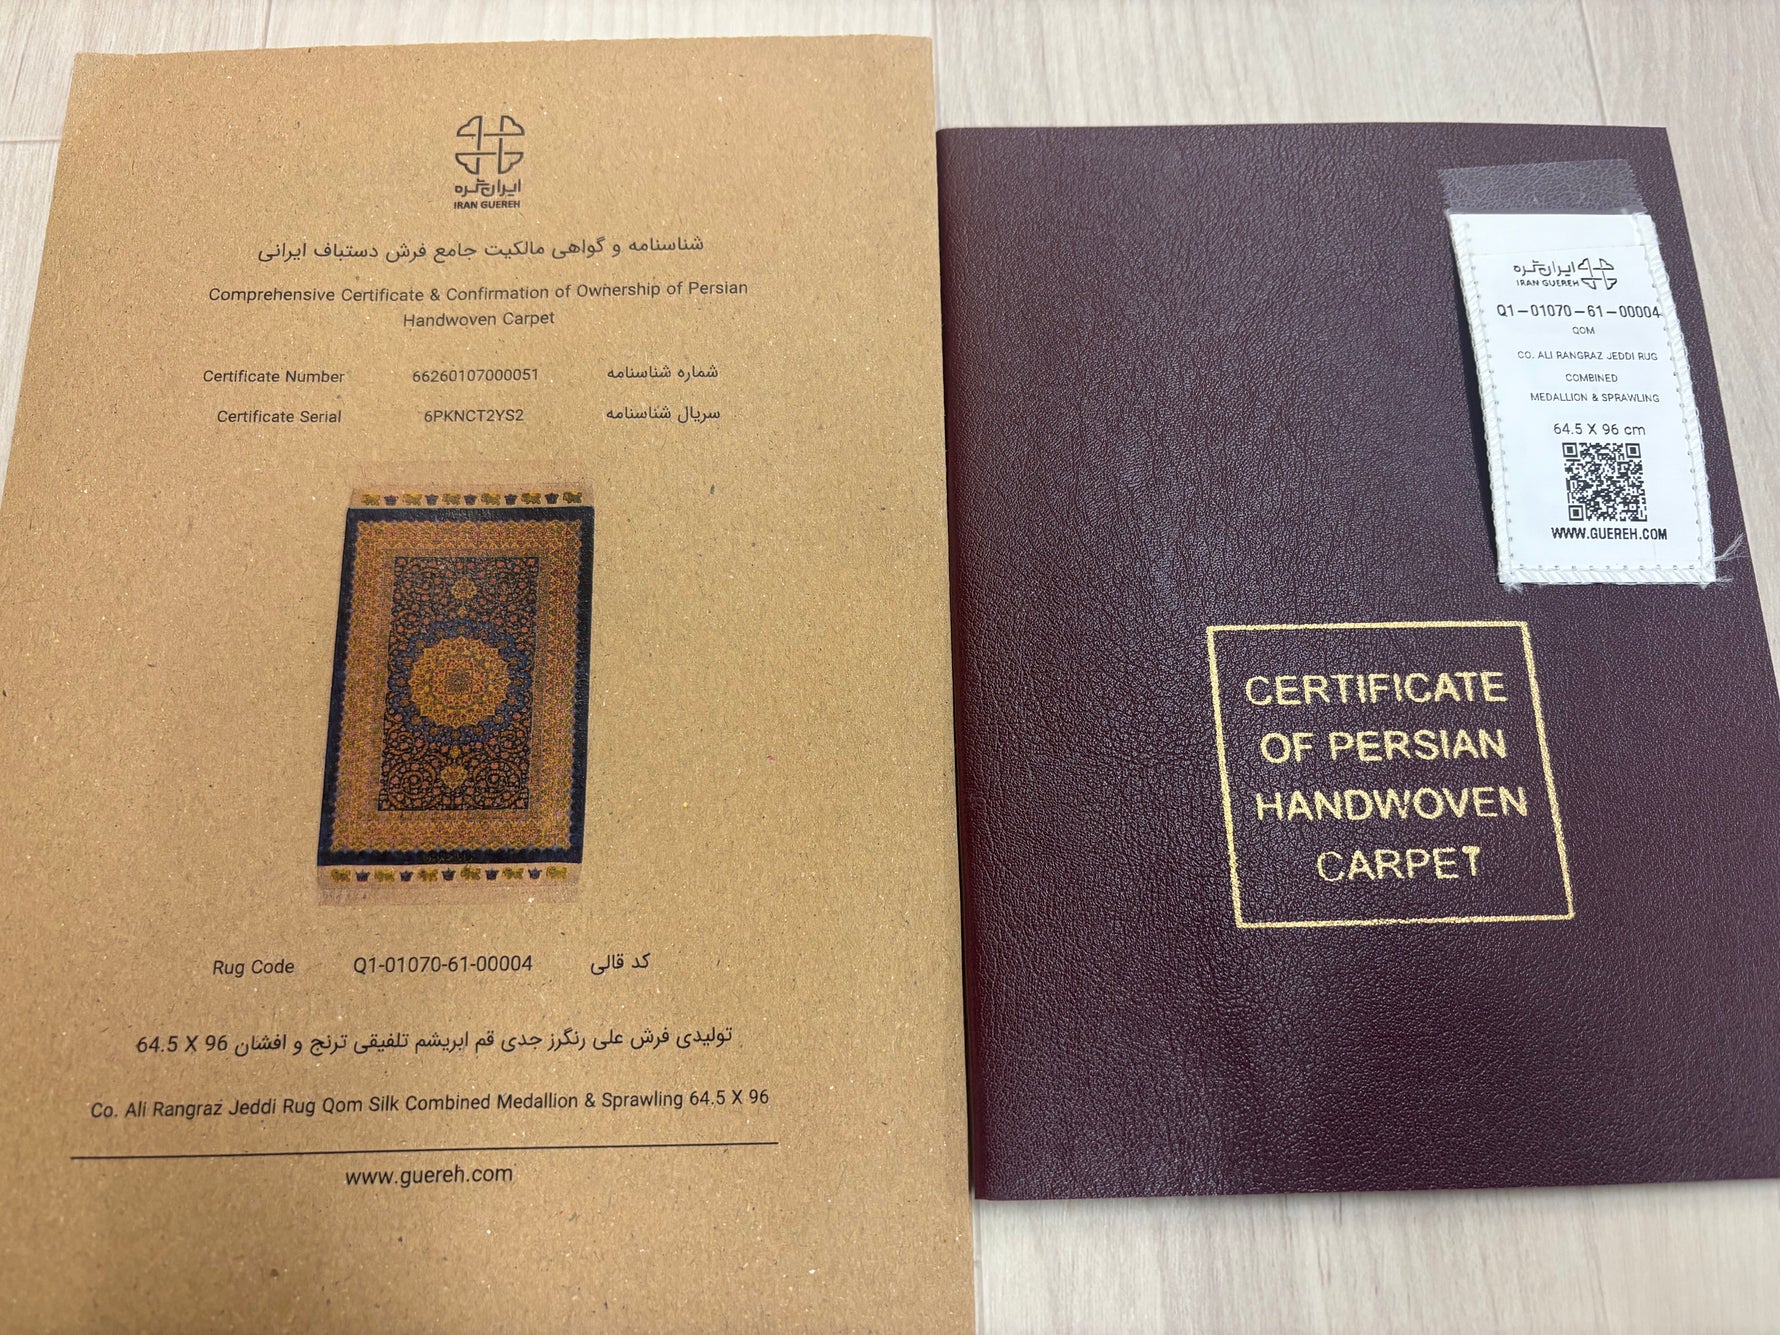 ایران گره
IRAN GUEREH
شناسنامه و گواهی مالکیت جامع فرش دستباف ایرانی
Comprehensive Certificate & Confirmation of Ownership of Persian
Handwoven Carpet
Certificate Number 66260107000051 شماره شناسنامه
Certificate Serial 6PKNCT2YS2 سریال شناسنامه
Rug Code Q1-01070-61-00004 کد قالی
تولیدی فرش علی رنگرز جدی قم ابریشم تلفیقی ترنج و افشان 96 X 64.5
Co. Ali Rangraz Jeddi Rug Qom Silk Combined Medallion & Sprawling 64.5 X 96
www.guereh.com
ایران گره
IRAN GUEREH
Q1-01070-61-00004
QOM
CO. ALI RANGRAZ JEDDI RUG
COMBINED
MEDALLION & SPRAWLING
64.5 X 96 cm
WWW.GUEREH.COM
CERTIFICATE
OF PERSIAN
HANDWOVEN
CARPET